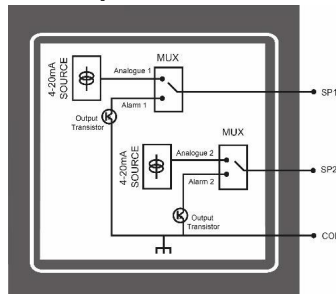 MUX
4-20mA
SOURCE
Analogue 1
SP1
Alarm 1
Output
Transistor
MUX
4-20mA
SOURCE
Analogue 2
SP2
Alarm 2
Output
Transistor